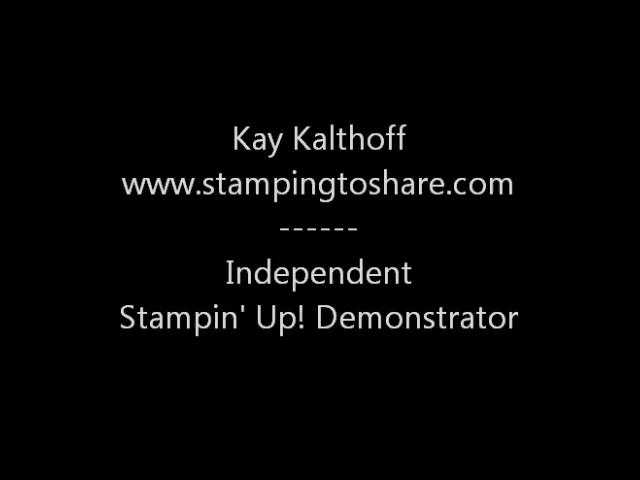 Kay Kalthoff
www.stampingtoshare.com
------
Independent
Stampin' Up! Demonstrator